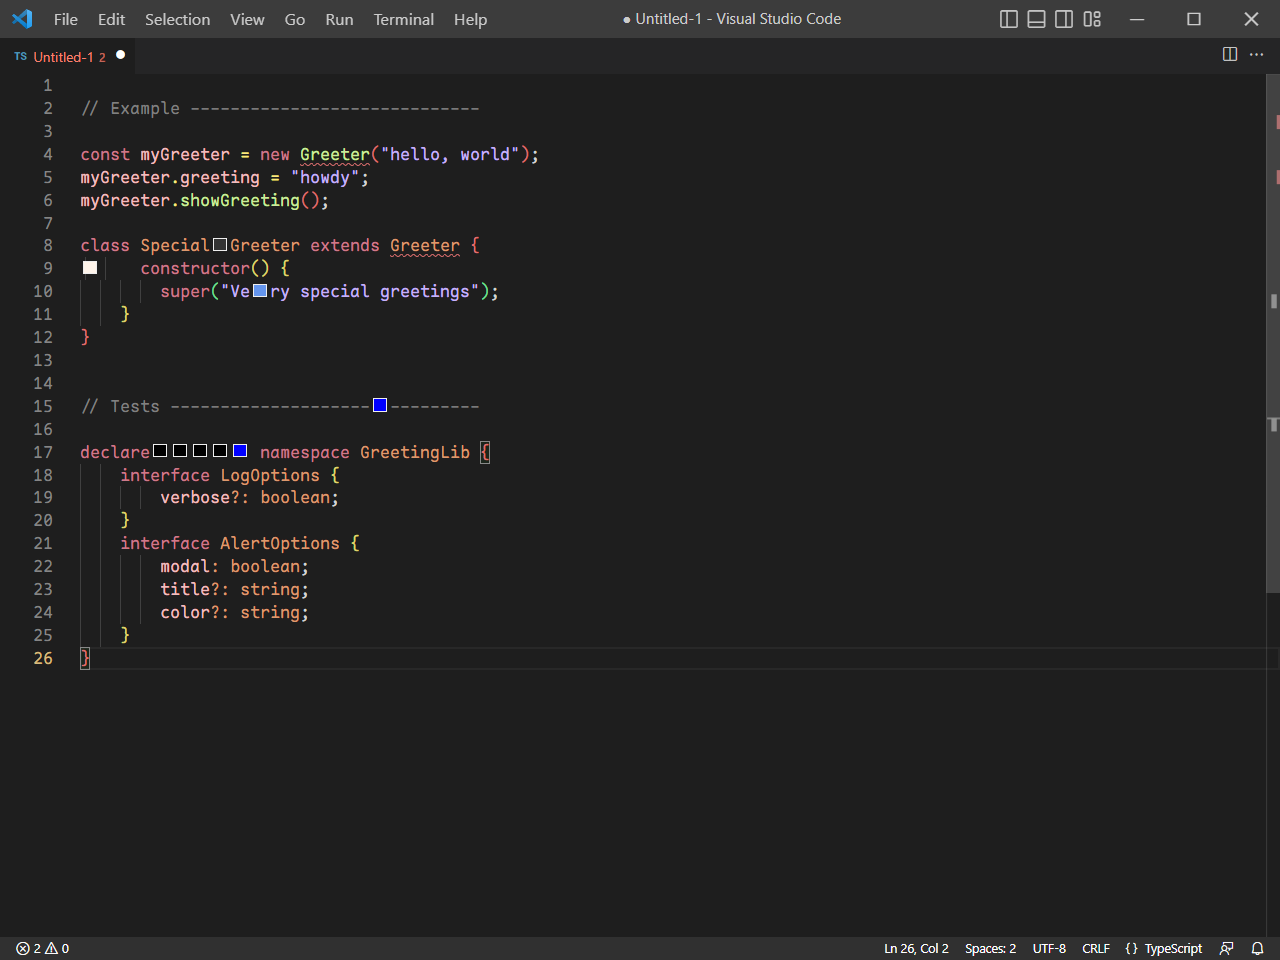 File Edit Selection View Go Run Terminal Help ● Untitled-1 - Visual Studio Code
TS Untitled-1 2 ●
1
2 // Example -----------------------------
3
4 const myGreeter = new Greeter("hello, world");
5 myGreeter.greeting = "howdy";
6 myGreeter.showGreeting();
7
8 class Special Greeter extends Greeter {
9 constructor() {
10 super("Ve ry special greetings");
11 }
12 }
13
14
15 // Tests -------------------- ---------
16
17 declare namespace GreetingLib {
18 interface LogOptions {
19 verbose?: boolean;
20 }
21 interface AlertOptions {
22 modal: boolean;
23 title?: string;
24 color?: string;
25 }
26 }
2 0 Ln 26, Col 2 Spaces: 2 UTF-8 CRLF {} TypeScript